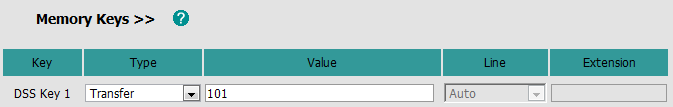 Memory Keys >> ?
Key Type Value Line Extension
DSS Key 1 Transfer 101 Auto